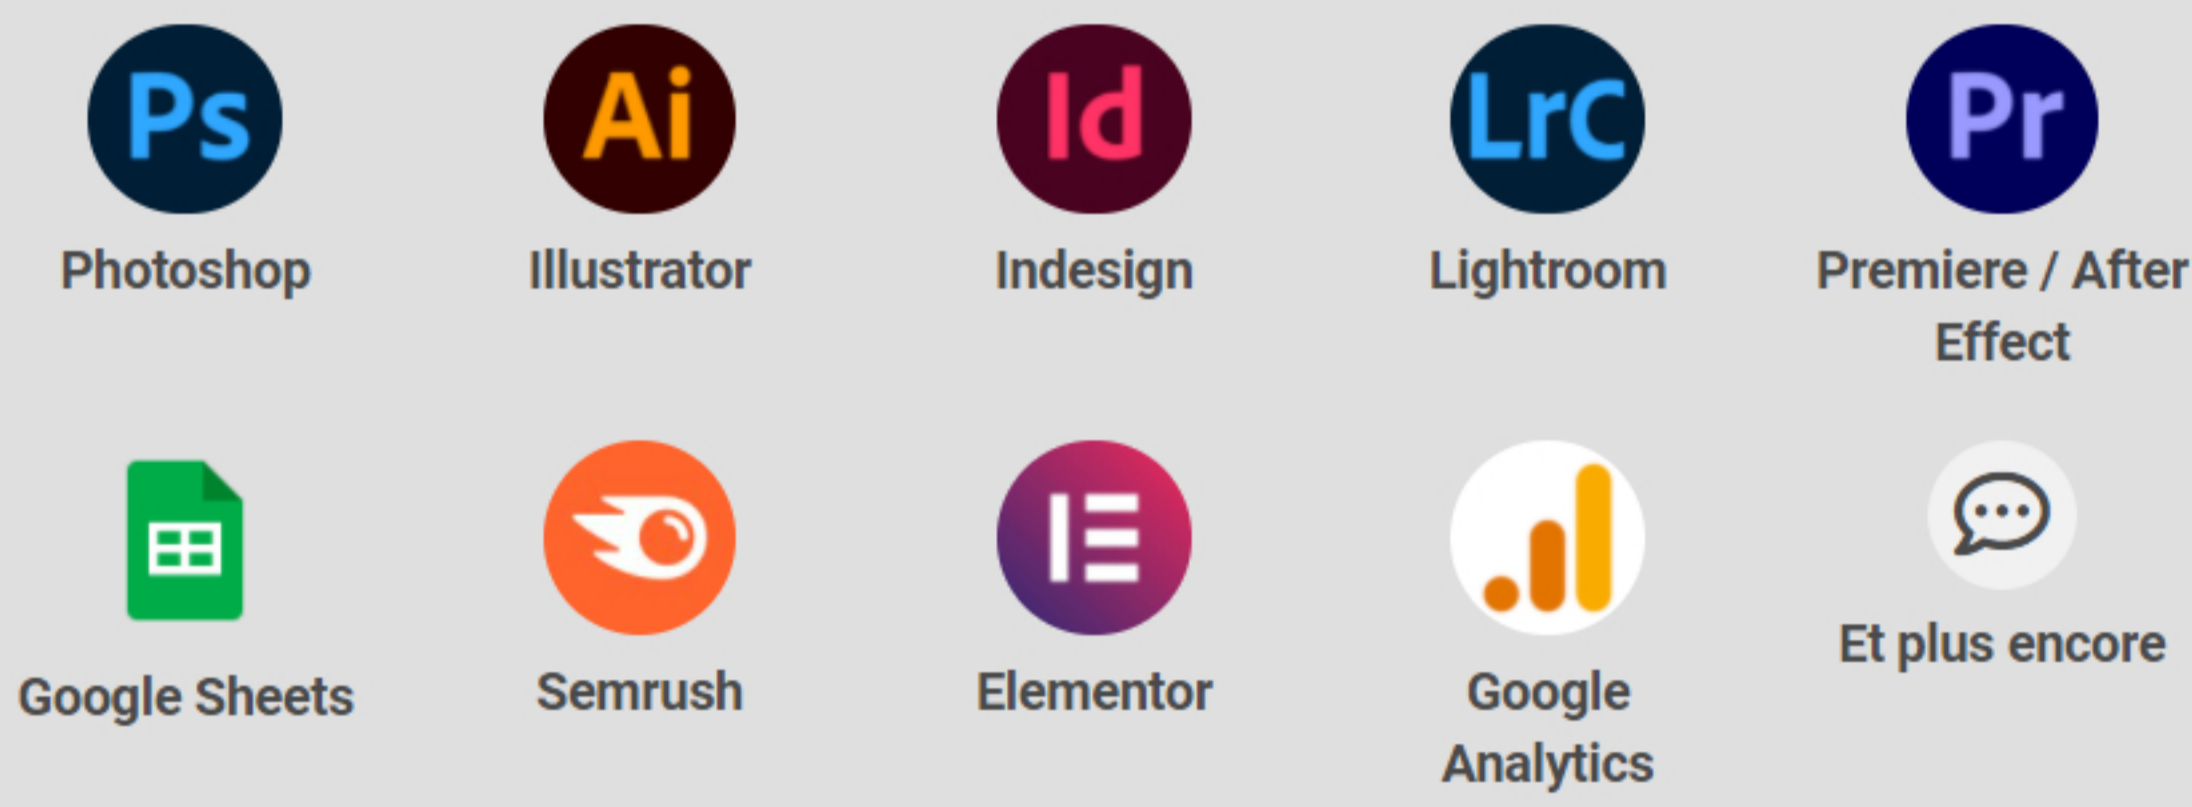 Ps
Ai
Id
LrC
Pr
Photoshop
Illustrator
Indesign
Lightroom
Premiere / After
Effect
Google Sheets
Semrush
Elementor
Google
Analytics
Et plus encore